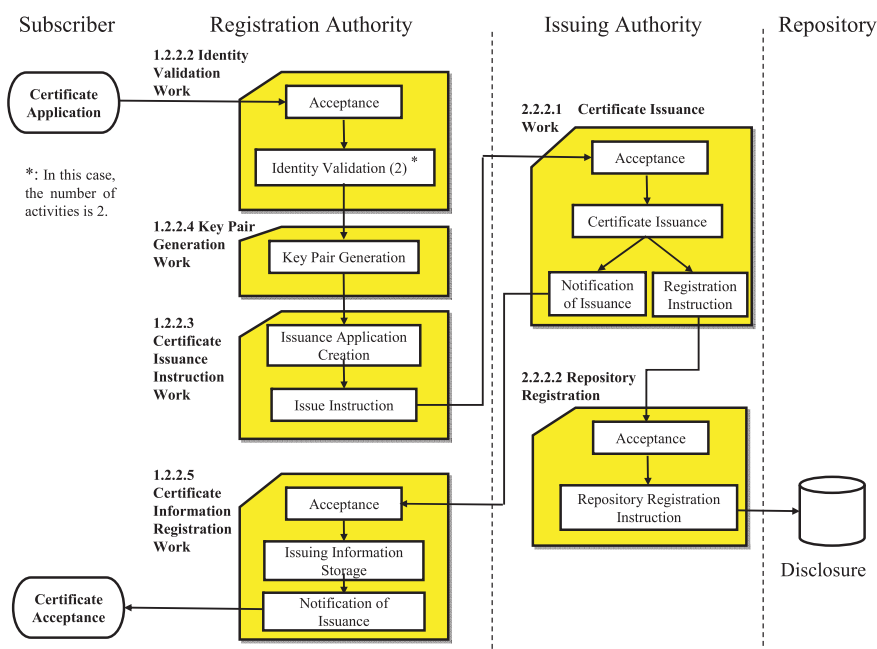 Subscriber
Registration Authority
Issuing Authority
Repository
1.2.2.2 Identity
Validation
Work
Certificate
Application
Acceptance
Identity Validation (2) *
*: In this case,
the number of
activities is 2.
1.2.2.4 Key Pair
Generation
Work
Key Pair Generation
1.2.2.3
Certificate
Issuance
Instruction
Work
Issuance Application
Creation
Issue Instruction
2.2.2.1 Certificate Issuance
Work
Acceptance
Certificate Issuance
Notification
of Issuance
Registration
Instruction
2.2.2.2 Repository
Registration
Acceptance
Repository Registration
Instruction
Disclosure
1.2.2.5
Certificate
Information
Registration
Work
Acceptance
Issuing Information
Storage
Notification of
Issuance
Certificate
Acceptance